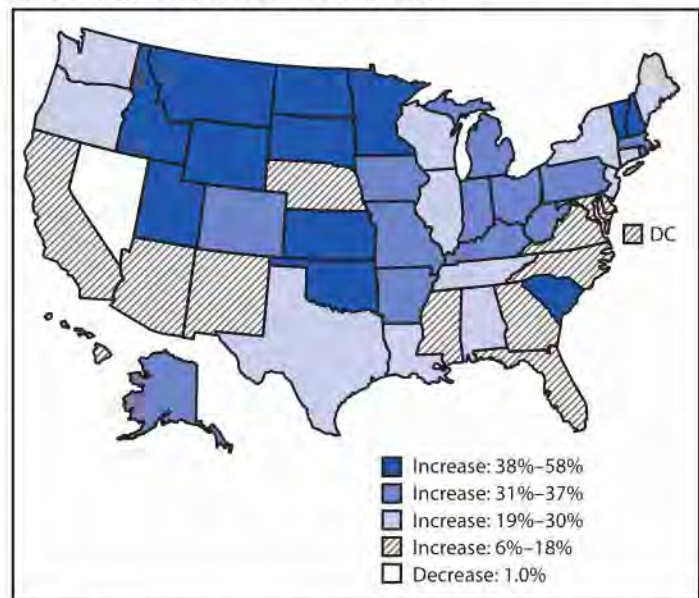 DC
Increase: 38%–58%
Increase: 31%–37%
Increase: 19%–30%
Increase: 6%–18%
Decrease: 1.0%